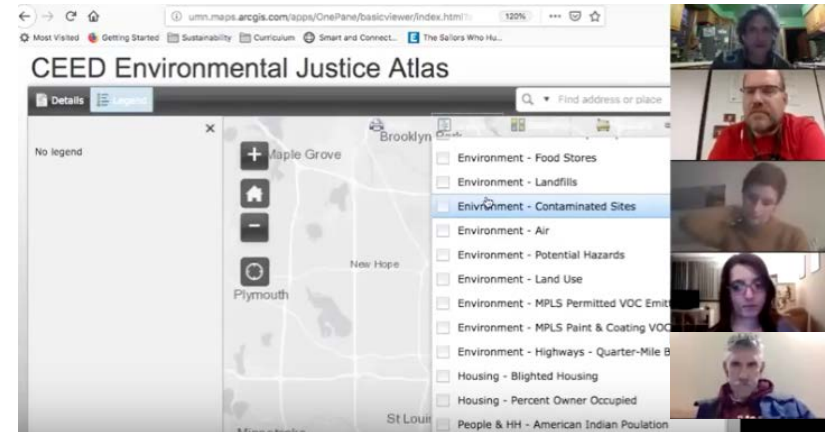 umn.maps.arcgis.com/apps/OnePane/basicviewer/index.html?
120%
Most Visited Getting Started Sustainability Curriculum Smart and Connect... The Sailors Who Hu...
CEED Environmental Justice Atlas
Details Legend
Find address or place
No legend
Brooklyn Park
Maple Grove
New Hope
Plymouth
St Loui
Environment - Food Stores
Environment - Landfills
Enivronment - Contaminated Sites
Environment - Air
Environment - Potential Hazards
Environment - Land Use
Environment - MPLS Permitted VOC Emitt
Environment - MPLS Paint & Coating VOC
Environment - Highways - Quarter-Mile B
Housing - Blighted Housing
Housing - Percent Owner Occupied
People & HH - American Indian Poulation